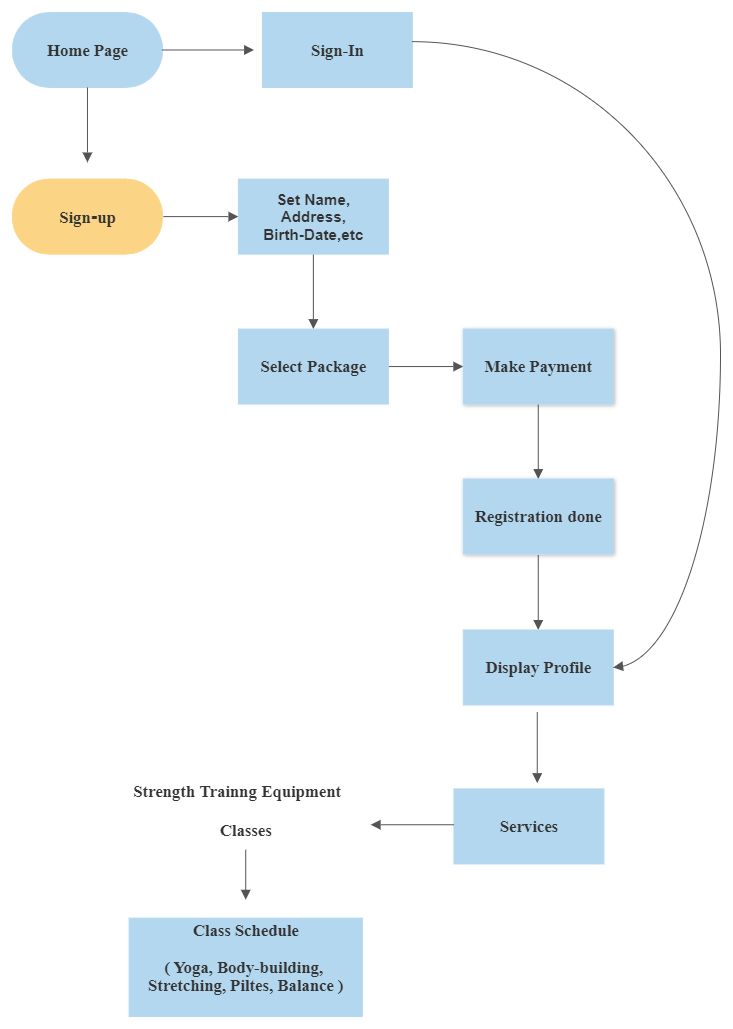 Home Page
Sign-In
Sign-up
Set Name,
Address,
Birth-Date,etc
Select Package
Make Payment
Registration done
Display Profile
Services
Strength Trainng Equipment
Classes
Class Schedule
( Yoga, Body-building,
Stretching, Piltes, Balance )